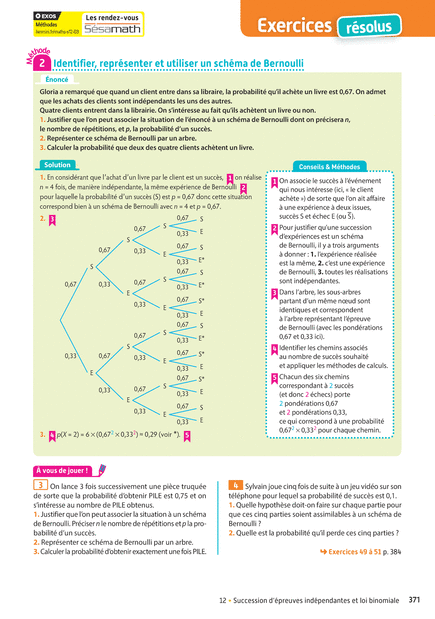 EXOS
Méthodes
Les rendez-vous
Sésamath
Exercices résolus
Méthode
2 Identifier, représenter et utiliser un schéma de Bernoulli
Énoncé
Gloria a remarqué que quand un client entre dans sa librairie, la probabilité qu'il achète un livre est 0,67. On admet
que les achats des clients sont indépendants les uns des autres.
Quatre clients entrent dans la librairie. On s'intéresse au fait qu'ils achètent un livre ou non.
1. Justifier que l'on peut associer la situation de l'énoncé à un schéma de Bernoulli dont on précisera n,
le nombre de répétitions, et p, la probabilité d'un succès.
2. Représenter ce schéma de Bernoulli par un arbre.
3. Calculer la probabilité que deux des quatre clients achètent un livre.
Solution
1. En considérant que l'achat d'un livre par le client est un succès, 1 on réalise
n = 4 fois, de manière indépendante, la même expérience de Bernoulli 2
pour laquelle la probabilité d'un succès (S) est p = 0,67 donc cette situation
correspond bien à un schéma de Bernoulli avec n = 4 et p = 0,67.
2. 3
0,67 S
0,67 S
0,33 E
0,67 S
0,67 S
0,33 E
0,33 E*
S
0,67 S
0,67 S
0,67
0,33
0,33 E*
E
0,67 S*
0,33 E
0,33 E
0,67 S
0,67 S
0,33 E*
0,67 S
0,67 S*
0,33
0,33 E
0,33 E
E
0,67 S*
0,67 S
0,33
0,33 E
E
0,67 S
0,33 E
0,33 E
3. 4 p(X = 2) = 6 × (0,67² × 0,33²) ≈ 0,29 (voir *). 5
Conseils & Méthodes
1 On associe le succès à l'événement
qui nous intéresse (ici, « le client
achète ») de sorte que l'on ait affaire
à une expérience à deux issues,
succès S et échec E (ou S̅).
2 Pour justifier qu'une succession
d'expériences est un schéma
de Bernoulli, il y a trois arguments
à donner : 1. l'expérience réalisée
est la même, 2. c'est une expérience
de Bernoulli, 3. toutes les réalisations
sont indépendantes.
3 Dans l'arbre, les sous-arbres
partant d'un même nœud sont
identiques et correspondent
à l'arbre représentant l'épreuve
de Bernoulli (avec les pondérations
0,67 et 0,33 ici).
4 Identifier les chemins associés
au nombre de succès souhaité
et appliquer les méthodes de calculs.
5 Chacun des six chemins
correspondant à 2 succès
(et donc 2 échecs) porte
2 pondérations 0,67
et 2 pondérations 0,33,
ce qui correspond à une probabilité
0,67² × 0,33² pour chaque chemin.
À vous de jouer !
3 On lance 3 fois successivement une pièce truquée
de sorte que la probabilité d'obtenir PILE est 0,75 et on
s'intéresse au nombre de PILE obtenus.
1. Justifier que l'on peut associer la situation à un schéma
de Bernoulli. Préciser n le nombre de répétitions et p la pro-
babilité d'un succès.
2. Représenter ce schéma de Bernoulli par un arbre.
3. Calculer la probabilité d'obtenir exactement une fois PILE.
4 Sylvain joue cinq fois de suite à un jeu vidéo sur son
téléphone pour lequel sa probabilité de succès est 0,1.
1. Quelle hypothèse doit-on faire sur chaque partie pour
que ces cinq parties soient assimilables à un schéma de
Bernoulli ?
2. Quelle est la probabilité qu'il perde ces cinq parties ?
Exercices 49 à 51 p. 384
12 • Succession d'épreuves indépendantes et loi binomiale 371